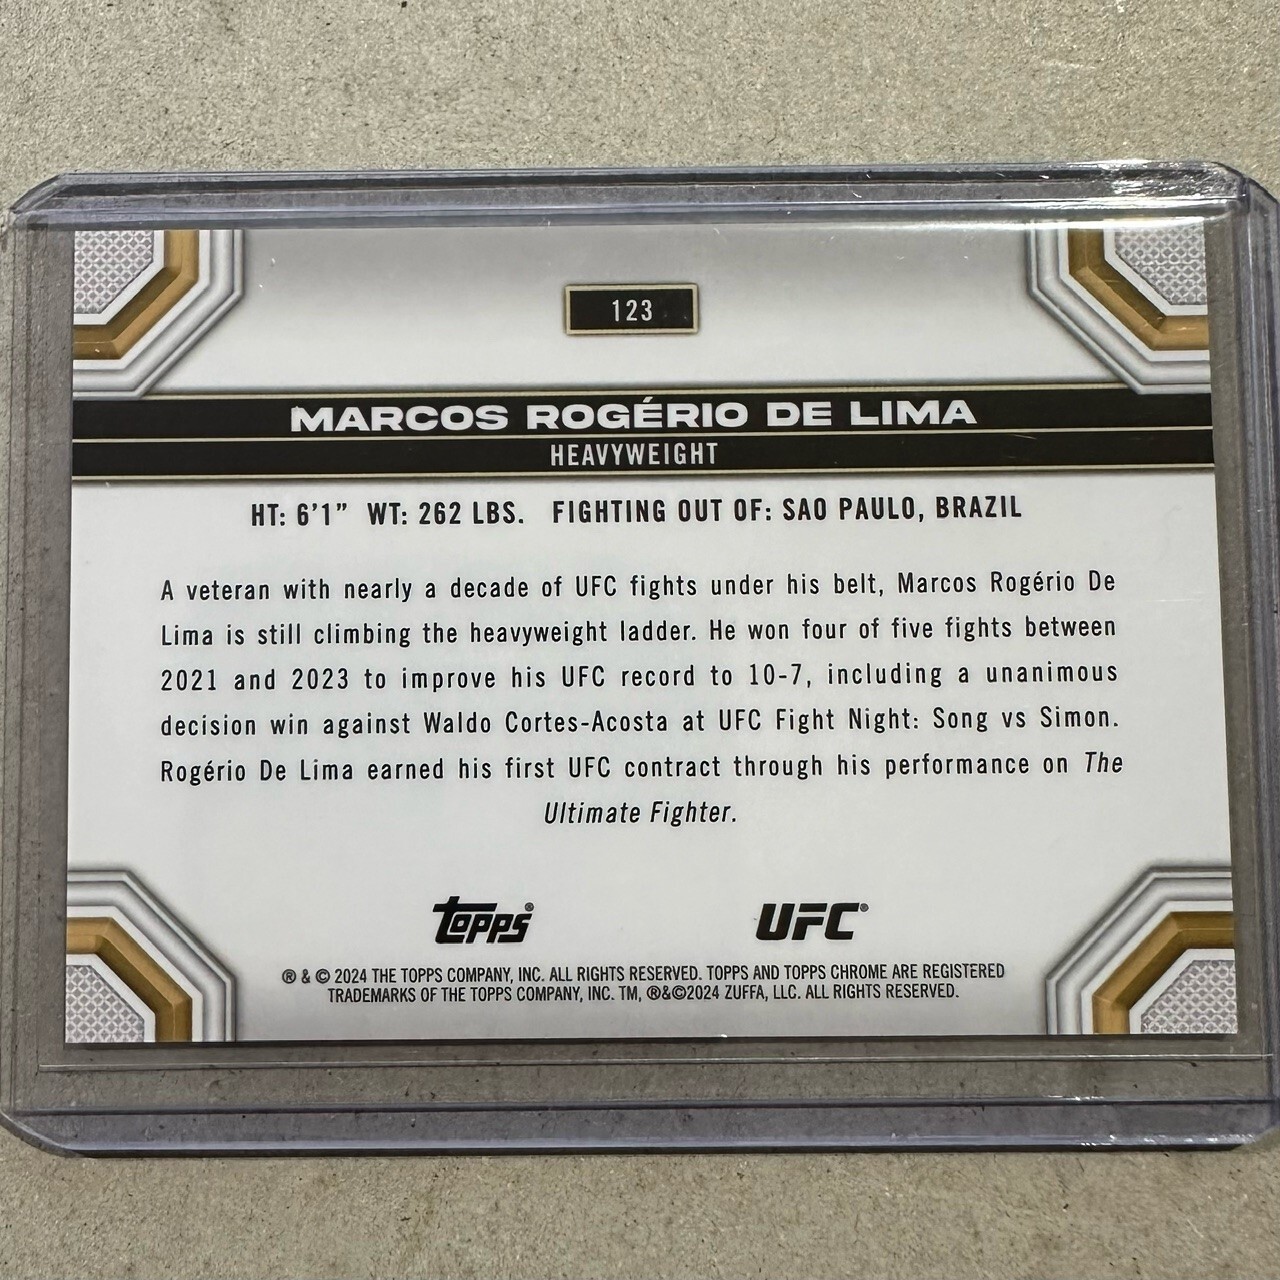 123
MARCOS ROGÉRIO DE LIMA
HEAVYWEIGHT
HT: 6'1" WT: 262 LBS. FIGHTING OUT OF: SAO PAULO, BRAZIL
A veteran with nearly a decade of UFC fights under his belt, Marcos Rogério De
Lima is still climbing the heavyweight ladder. He won four of five fights between
2021 and 2023 to improve his UFC record to 10-7, including a unanimous
decision win against Waldo Cortes-Acosta at UFC Fight Night: Song vs Simon.
Rogério De Lima earned his first UFC contract through his performance on The
Ultimate Fighter.
Topps® UFC®
® & © 2024 THE TOPPS COMPANY, INC. ALL RIGHTS RESERVED. TOPPS AND TOPPS CHROME ARE REGISTERED
TRADEMARKS OF THE TOPPS COMPANY, INC. TM, ®&©2024 ZUFFA, LLC. ALL RIGHTS RESERVED.